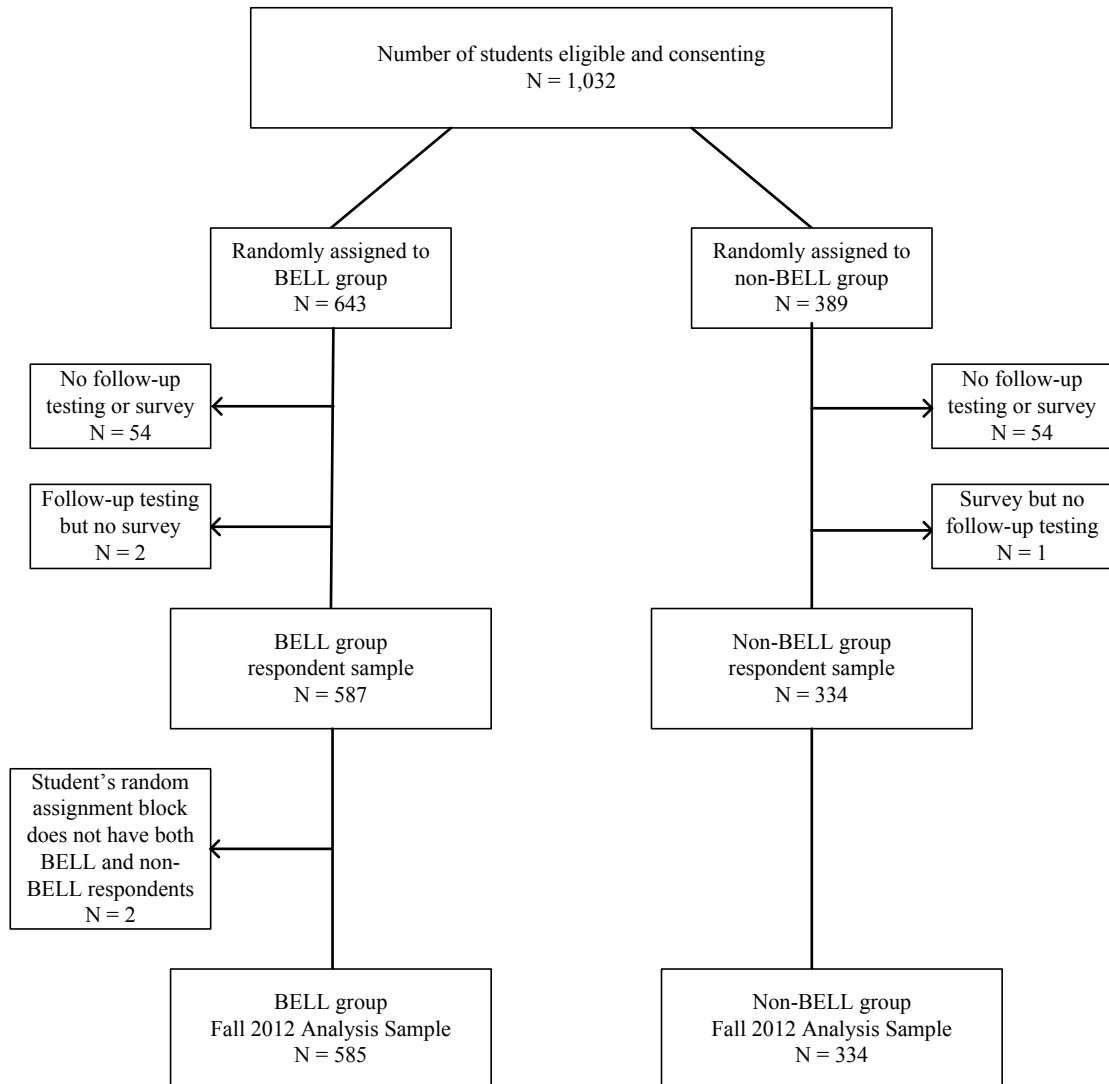 Number of students eligible and consenting
N = 1,032
Randomly assigned to
BELL group
N = 643
Randomly assigned to
non-BELL group
N = 389
No follow-up
testing or survey
N = 54
No follow-up
testing or survey
N = 54
Follow-up testing
but no survey
N = 2
Survey but no
follow-up testing
N = 1
BELL group
respondent sample
N = 587
Non-BELL group
respondent sample
N = 334
Student’s random
assignment block
does not have both
BELL and non-
BELL respondents
N = 2
BELL group
Fall 2012 Analysis Sample
N = 585
Non-BELL group
Fall 2012 Analysis Sample
N = 334